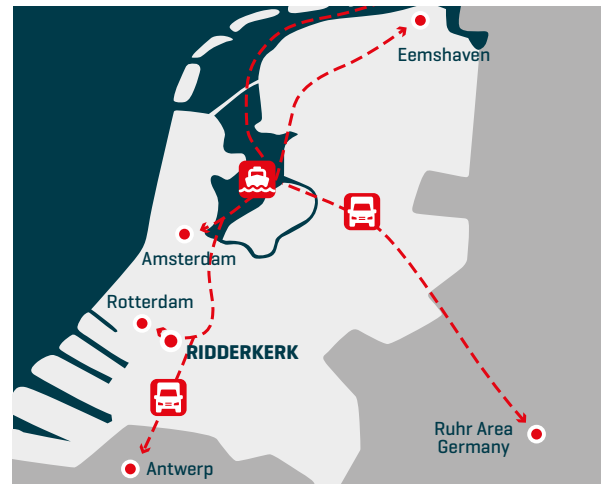 Eemshaven
Amsterdam
Rotterdam
RIDDERKERK
Ruhr Area
Germany
Antwerp